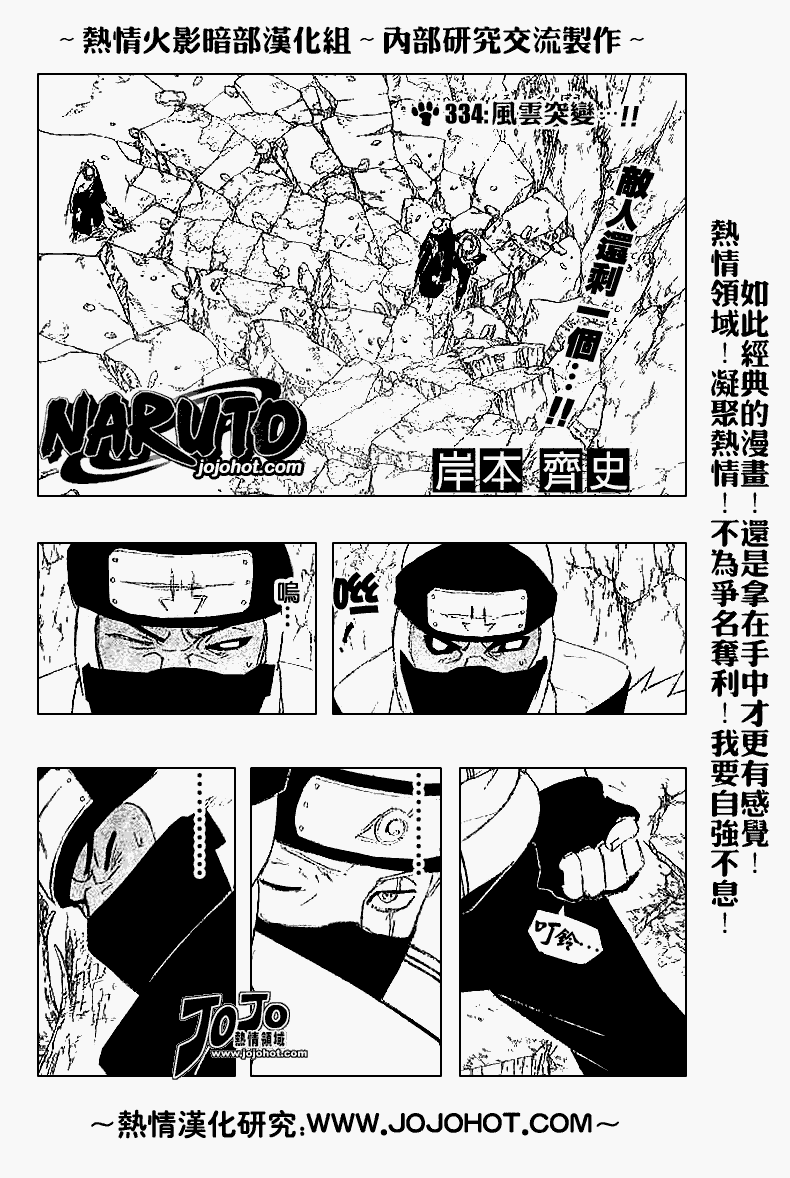 ~熱情火影暗部漢化組~內部研究交流製作~
334:風雲突變…!!
敵人還剩一個…!!
NARUTO
jojohot.com
岸本 齊史
如此經典的漫畫！還是拿在手中才更有感覺！
熱情領域！凝聚熱情！不為爭名奪利！我要自強不息！
嗚…
叮鈴…
JOJO
熱情領域
www.jojohot.com
~熱情漢化研究:WWW.JOJOHOT.COM~